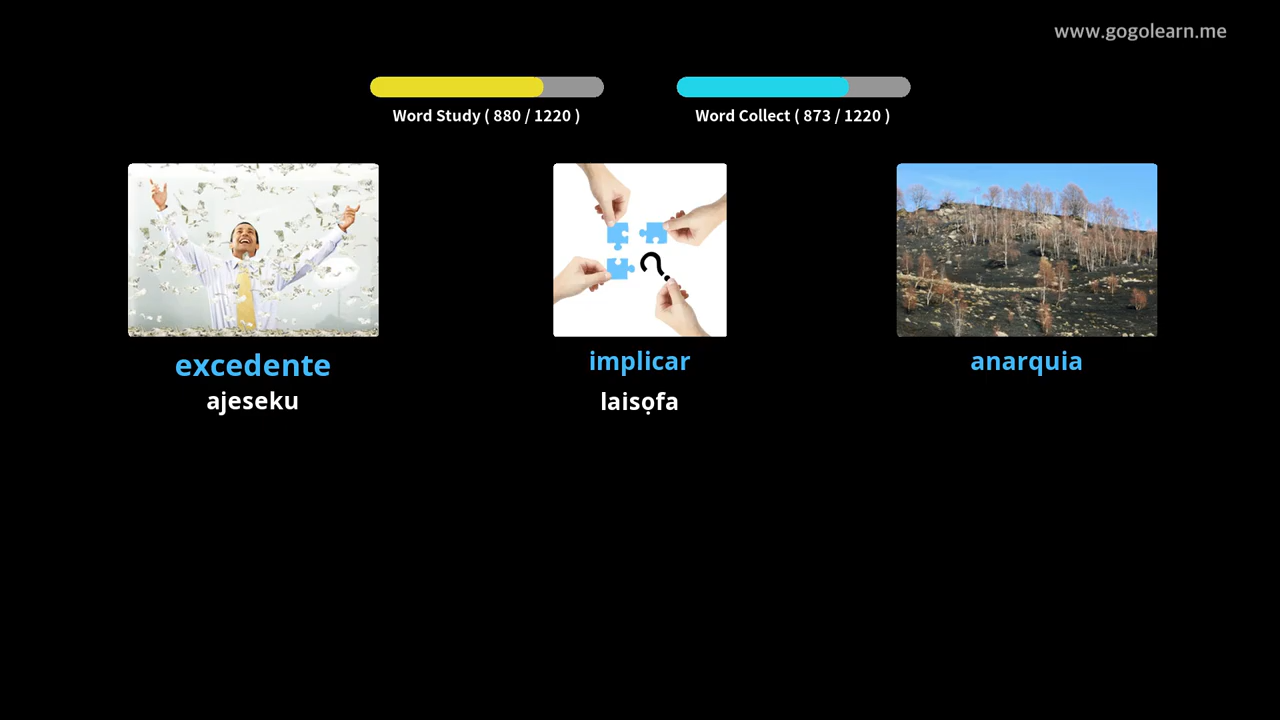 www.gogolearn.me
Word Study ( 880 / 1220 )
Word Collect ( 873 / 1220 )
excedente
ajeseku
implicar
laisọfa
anarquia